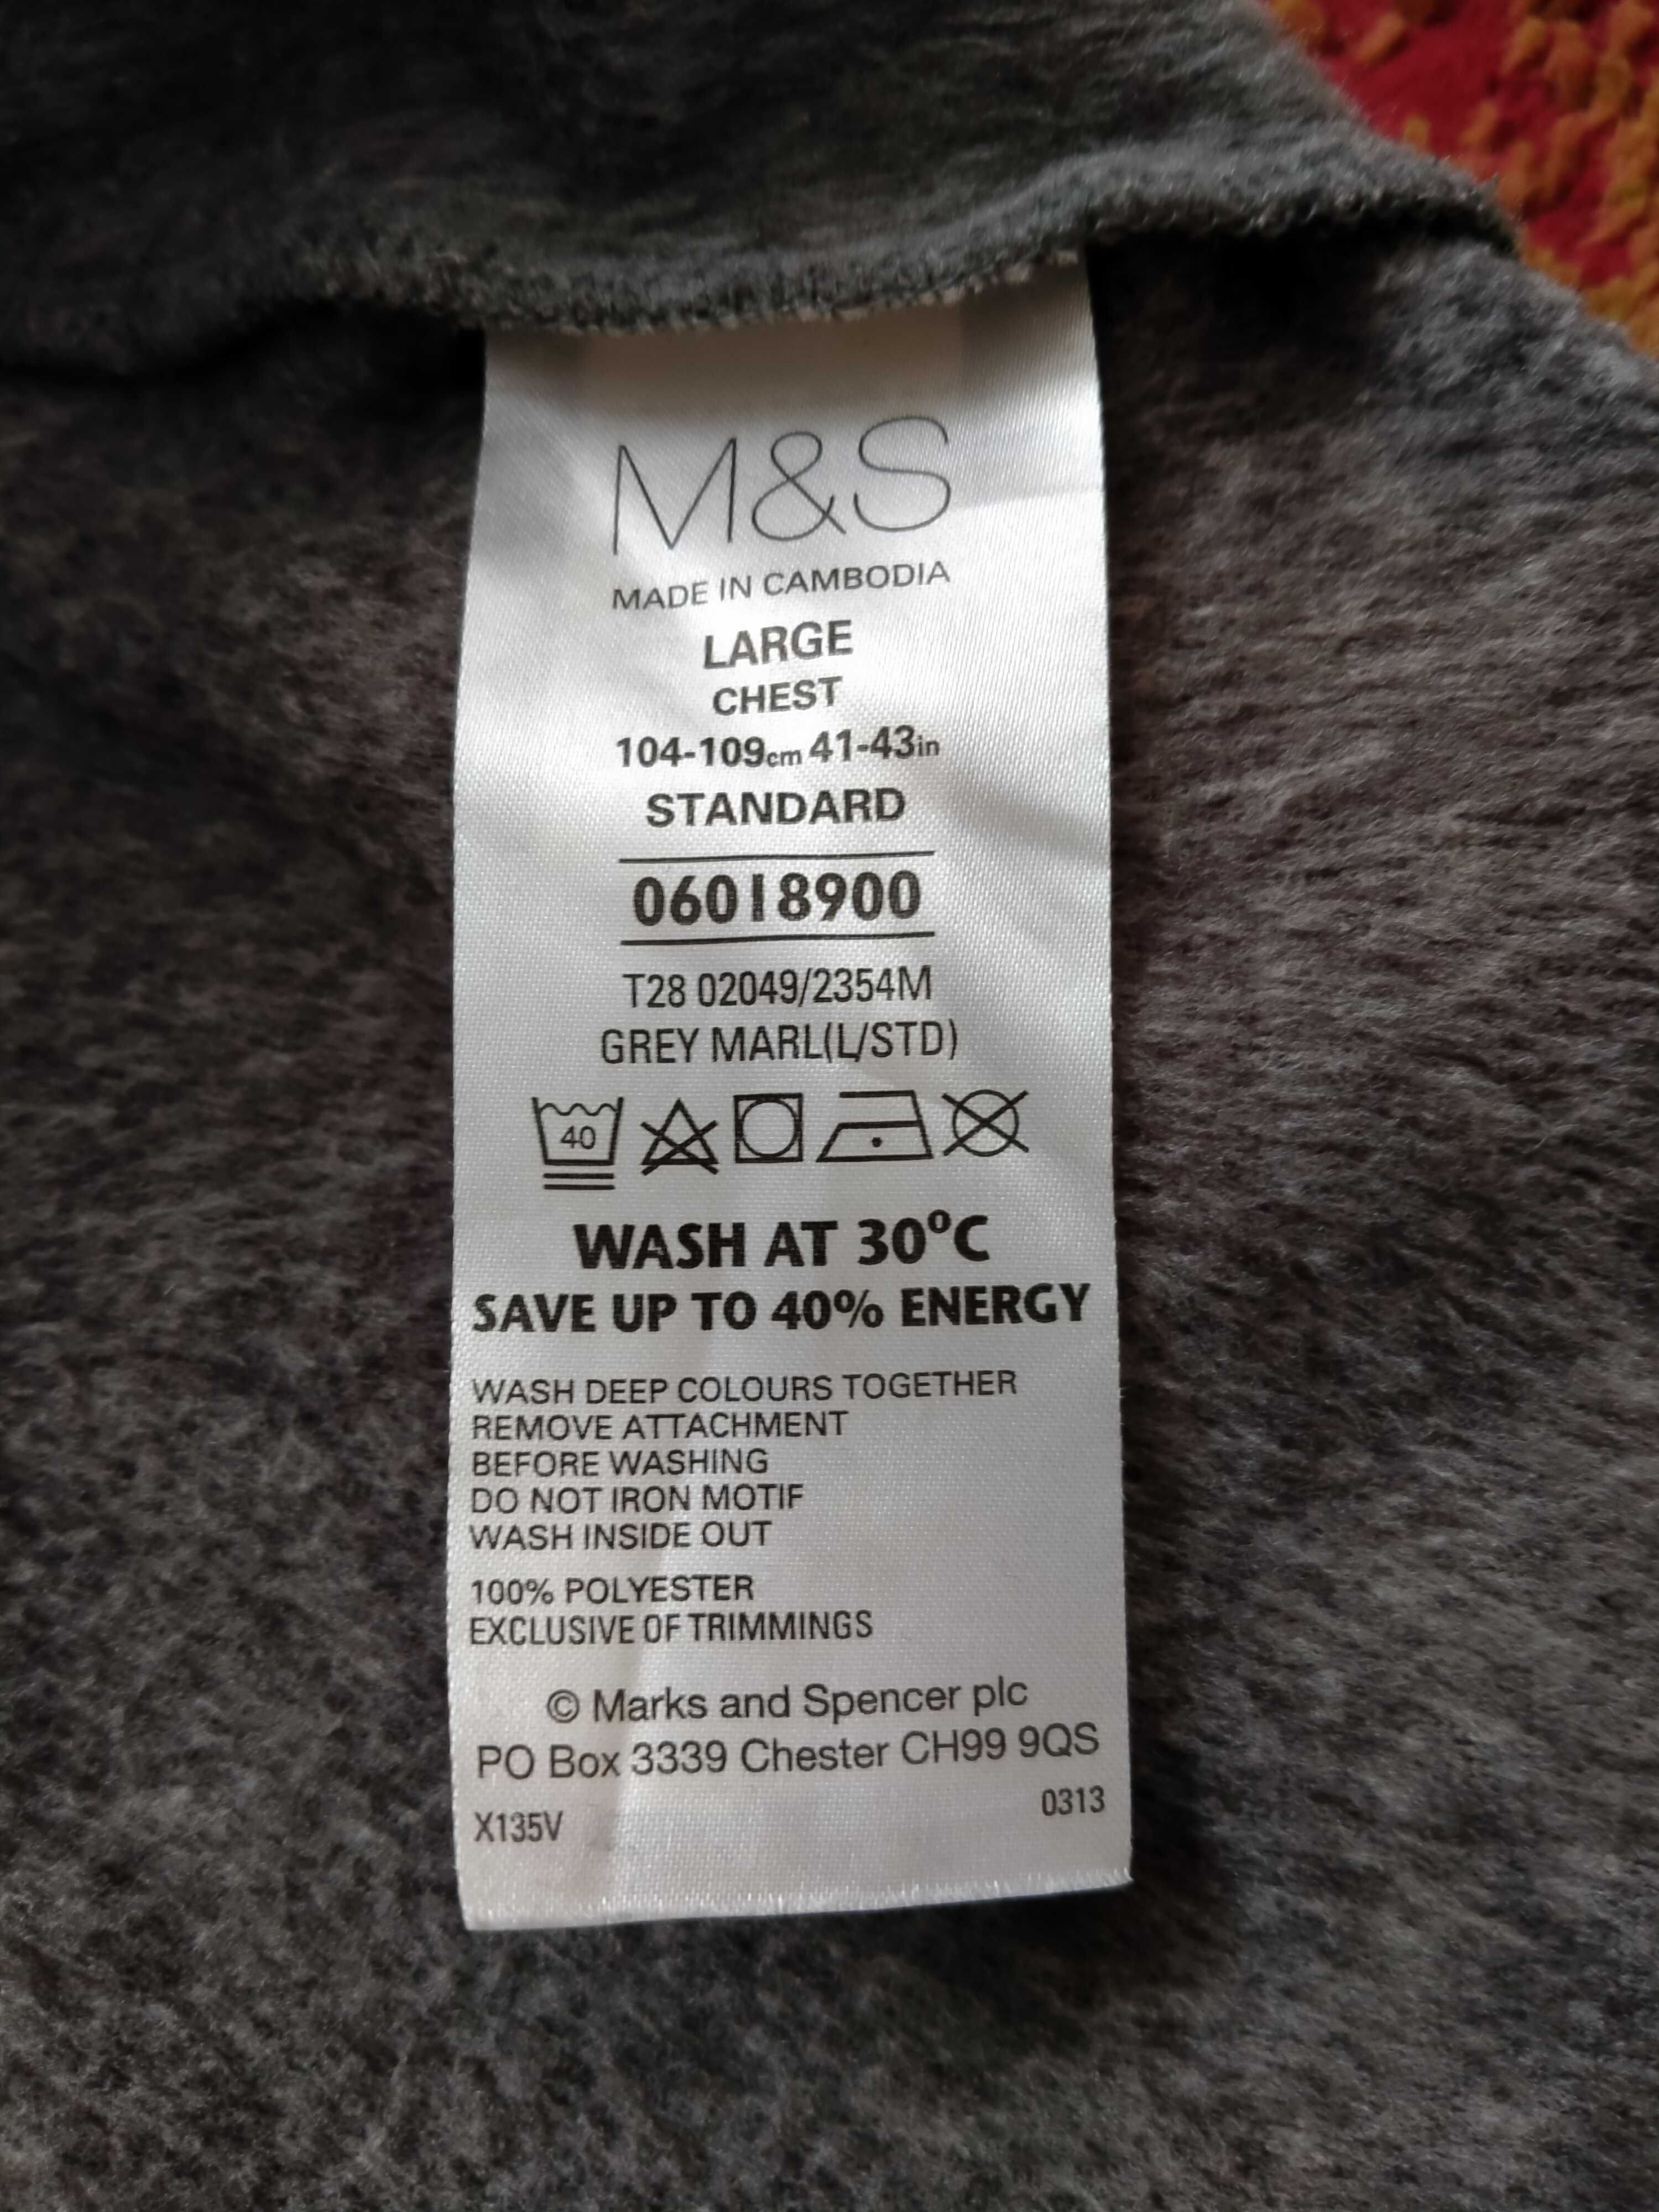 M&S
MADE IN CAMBODIA
LARGE
CHEST
104-109cm 41-43in
STANDARD
06018900
T28 02049/2354M
GREY MARL(L/STD)
40
WASH AT 30ºC
SAVE UP TO 40% ENERGY
WASH DEEP COLOURS TOGETHER
REMOVE ATTACHMENT
BEFORE WASHING
DO NOT IRON MOTIF
WASH INSIDE OUT
100% POLYESTER
EXCLUSIVE OF TRIMMINGS
© Marks and Spencer plc
PO Box 3339 Chester CH99 9QS
X135V 0313